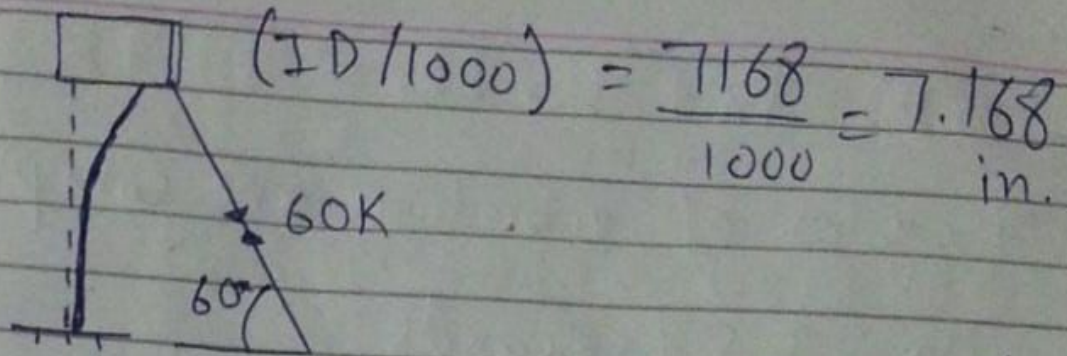 (ID/1000) = 7168/1000 = 7.168 in.
60K
60°